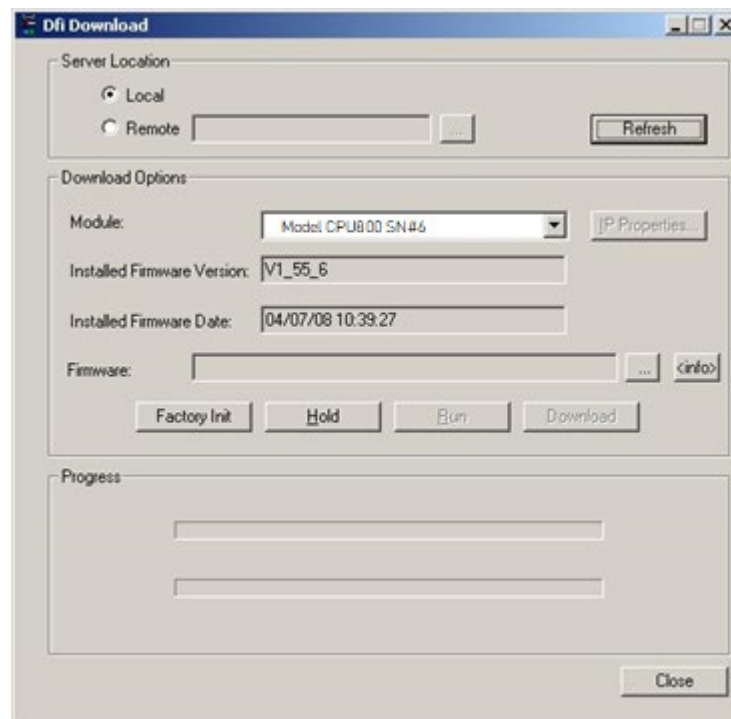 Dfi Download
Server Location
Local
Remote
...
Refresh
Download Options
Module:
Model CPU800 SN#6
IP Properties...
Installed Firmware Version:
V1_55_6
Installed Firmware Date:
04/07/08 10:39:27
Firmware:
...
<info>
Factory Init
Hold
Run
Download
Progress
Close